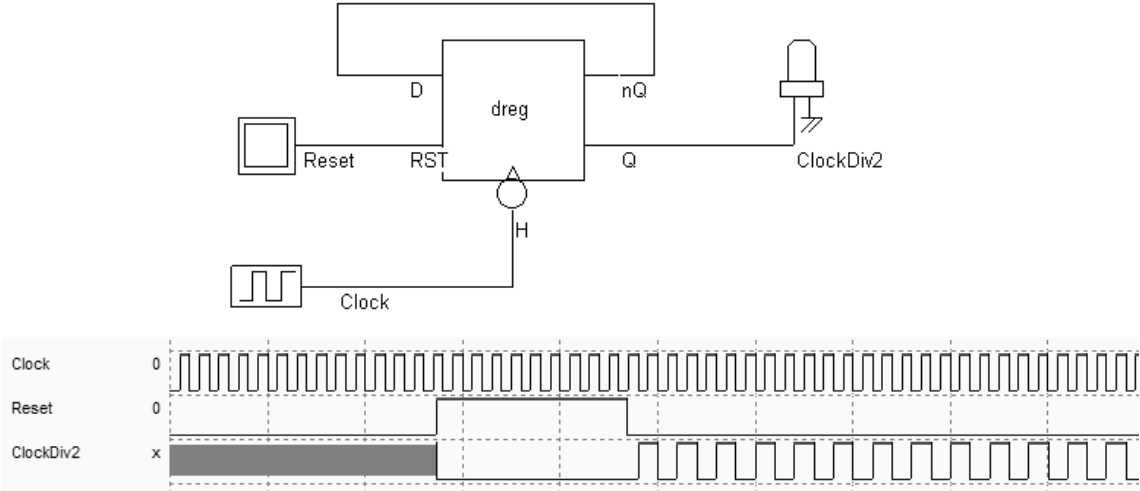 D
nQ
dreg
Reset
RST
Q
ClockDiv2
H
Clock
Clock 0
Reset 0
ClockDiv2 x